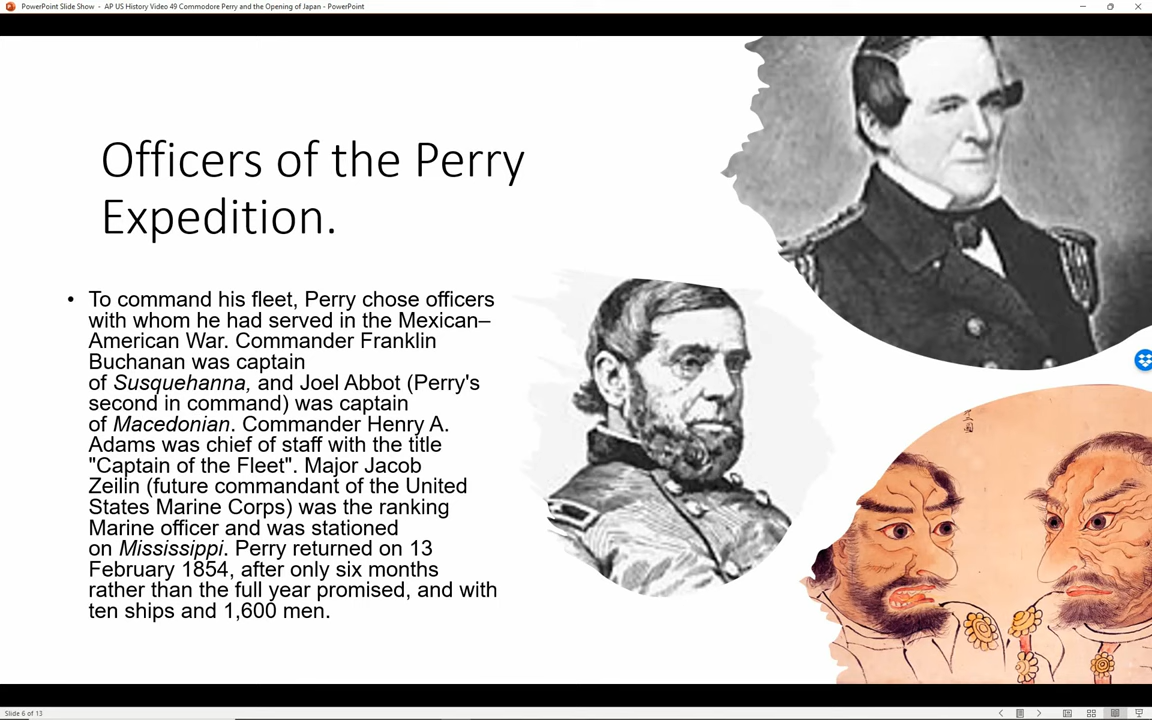 PowerPoint Slide Show - AP US History Video 49 Commodore Perry and the Opening of Japan - PowerPoint
Officers of the Perry
Expedition.
• To command his fleet, Perry chose officers
with whom he had served in the Mexican–
American War. Commander Franklin
Buchanan was captain
of Susquehanna, and Joel Abbot (Perry's
second in command) was captain
of Macedonian. Commander Henry A.
Adams was chief of staff with the title
"Captain of the Fleet". Major Jacob
Zeilin (future commandant of the United
States Marine Corps) was the ranking
Marine officer and was stationed
on Mississippi. Perry returned on 13
February 1854, after only six months
rather than the full year promised, and with
ten ships and 1,600 men.
Slide 6 of 13